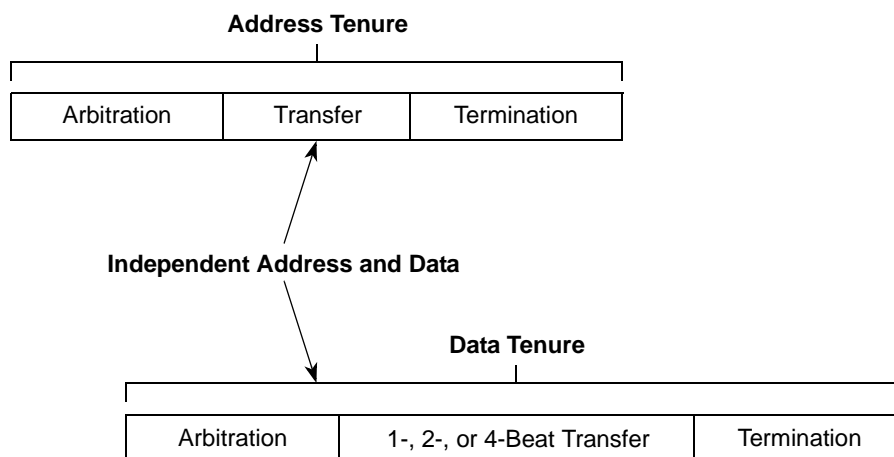 Address Tenure
Arbitration Transfer Termination
Independent Address and Data
Data Tenure
Arbitration 1-, 2-, or 4-Beat Transfer Termination